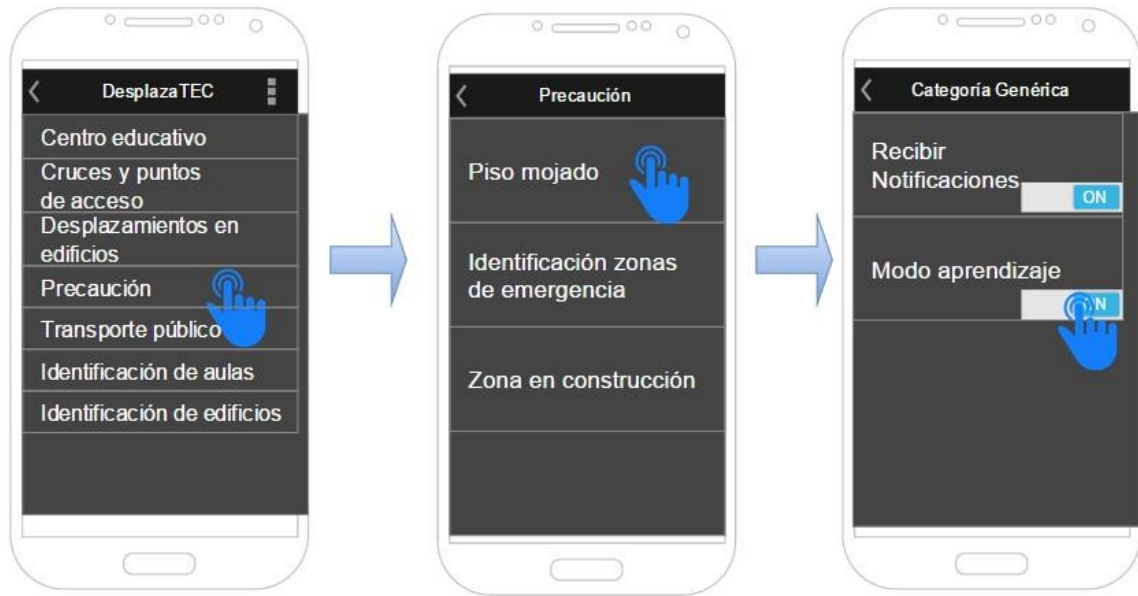 DesplazaTEC
Centro educativo
Cruces y puntos
de acceso
Desplazamientos en
edificios
Precaución
Transporte público
Identificación de aulas
Identificación de edificios
Precaución
Piso mojado
Identificación zonas
de emergencia
Zona en construcción
Categoría Genérica
Recibir
Notificaciones
ON
Modo aprendizaje
ON